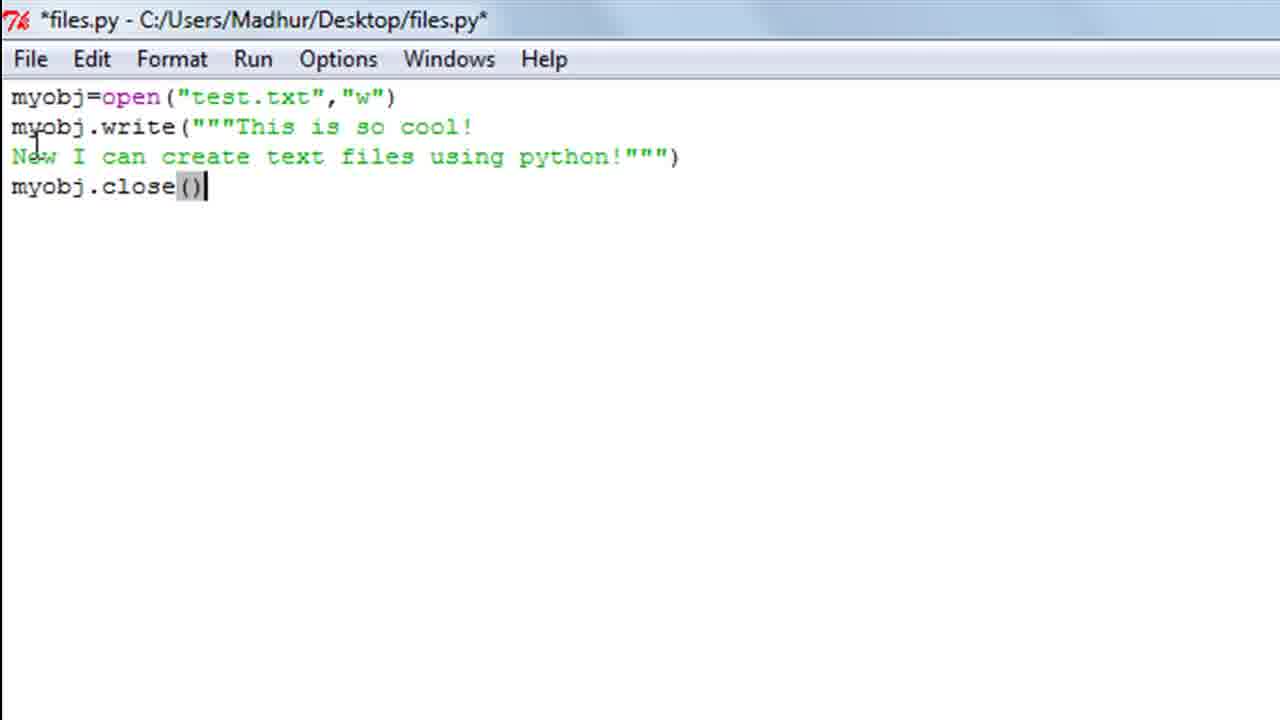 *files.py - C:/Users/Madhur/Desktop/files.py*
File Edit Format Run Options Windows Help
myobj=open("test.txt","w")
myobj.write("""This is so cool!
Now I can create text files using python!""")
myobj.close()